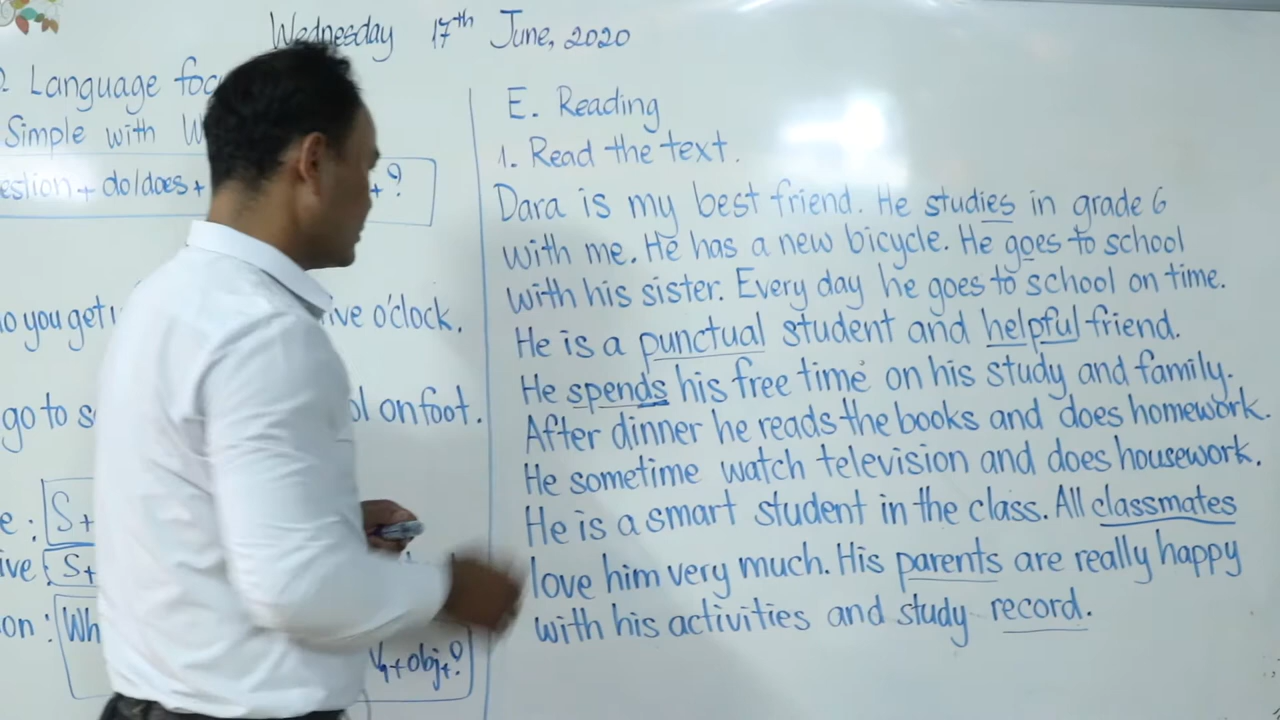 Wednesday 17th June, 2020
Language foc
Simple with W
estion + do/does +
+ ?
do you get
ive o'clock.
go to s
ol on foot.
e : S+
ive : S+
on : Wh
V1+obj+?
E. Reading
1. Read the text.
Dara is my best friend. He studies in grade 6
with me. He has a new bicycle. He goes to school
with his sister. Every day he goes to school on time.
He is a punctual student and helpful friend.
He spends his free time on his study and family.
After dinner he reads the books and does homework.
He sometime watch television and does housework.
He is a smart student in the class. All classmates
love him very much. His parents are really happy
with his activities and study record.